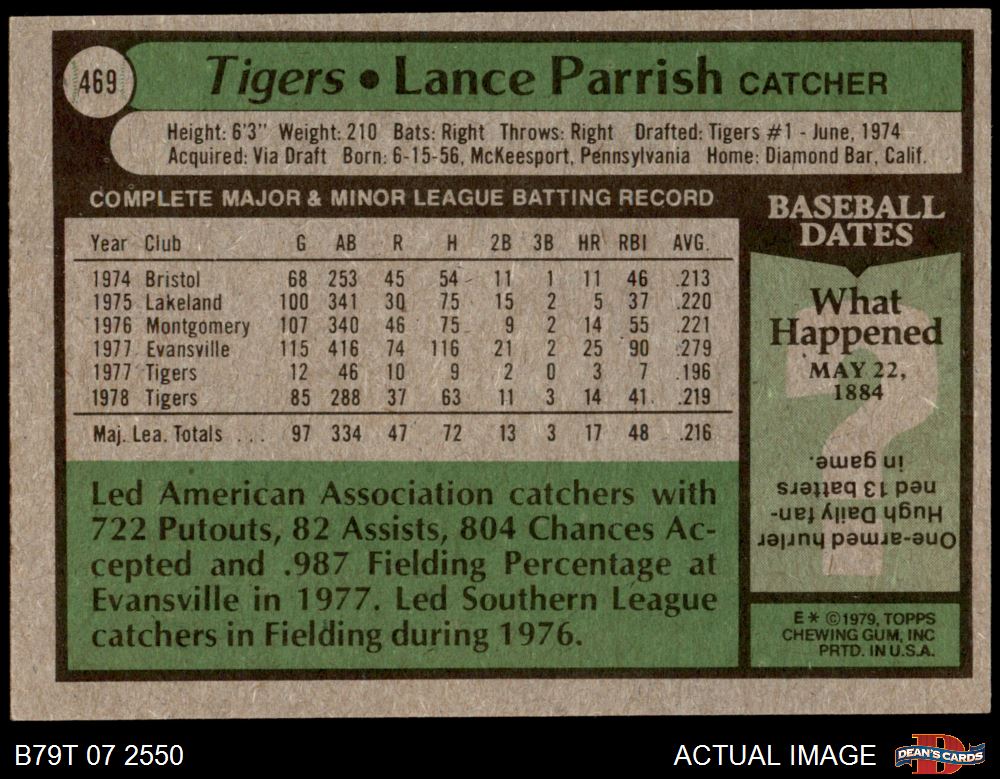 469
Tigers • Lance Parrish CATCHER
Height: 6'3" Weight: 210 Bats: Right Throws: Right Drafted: Tigers #1 - June, 1974
Acquired: Via Draft Born: 6-15-56, McKeesport, Pennsylvania Home: Diamond Bar, Calif.
COMPLETE MAJOR & MINOR LEAGUE BATTING RECORD
Year Club G AB R H 2B 3B HR RBI AVG.
1974 Bristol 68 253 45 54 11 1 11 46 .213
1975 Lakeland 100 341 30 75 15 2 5 37 .220
1976 Montgomery 107 340 46 75 9 2 14 55 .221
1977 Evansville 115 416 74 116 21 2 25 90 .279
1977 Tigers 12 46 10 9 2 0 3 7 .196
1978 Tigers 85 288 37 63 11 3 14 41 .219
Maj. Lea. Totals ... 97 334 47 72 13 3 17 48 .216
Led American Association catchers with
722 Putouts, 82 Assists, 804 Chances Ac-
cepted and .987 Fielding Percentage at
Evansville in 1977. Led Southern League
catchers in Fielding during 1976.
BASEBALL
DATES
What
Happened
MAY 22,
1884
?
One-armed hurler
Hugh Daily fan-
ned 13 batters
in game.
E* ©1979, TOPPS
CHEWING GUM, INC
PRTD. IN U.S.A.
B79T 07 2550
ACTUAL IMAGE
D
DEAN'S CARDS